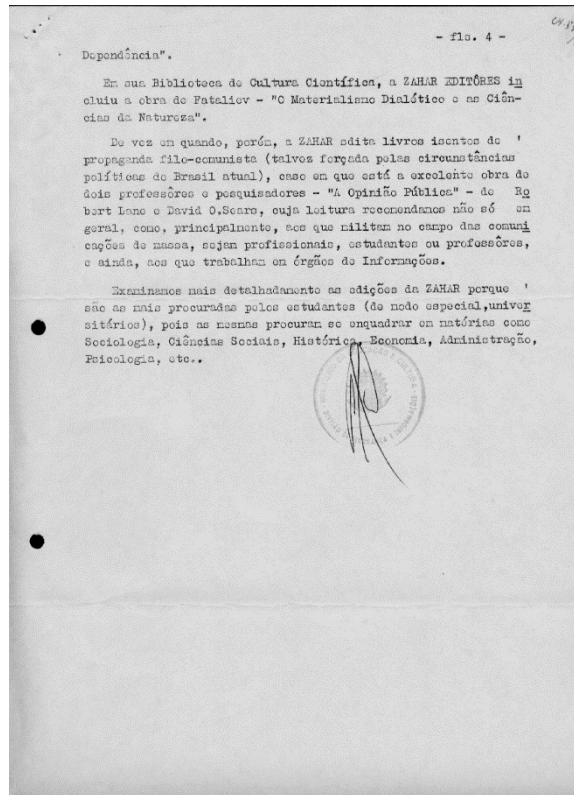 - fls. 4 -
Dependência".
Em sua Biblioteca de Cultura Científica, a ZAHAR EDITÔRES in
cluiu a obra de Fataliev - "O Materialismo Dialético e as Ciên-
cias da Natureza".
De vez em quando, porém, a ZAHAR edita livros isentos de '
propaganda filo-comunista (talvez forçada pelas circunstâncias
políticas do Brasil atual), caso em que está a excelente obra de
dois professôres e pesquisadores - "A Opinião Pública" - de Ro
bert Lane e David O.Sears, cuja leitura recomendamos não só em
geral, como, principalmente, aos que militam no campo das comuni
cações de massa, sejam profissionais, estudantes ou professôres,
e ainda, aos que trabalham em órgãos de Informações.
Examinamos mais detalhadamente as edições da ZAHAR porque '
são as mais procuradas pelos estudantes (de modo especial,univer
sitários), pois as mesmas procuram se enquadrar em matérias como
Sociologia, Ciências Sociais, Histórica, Economia, Administração,
Psicologia, etc..